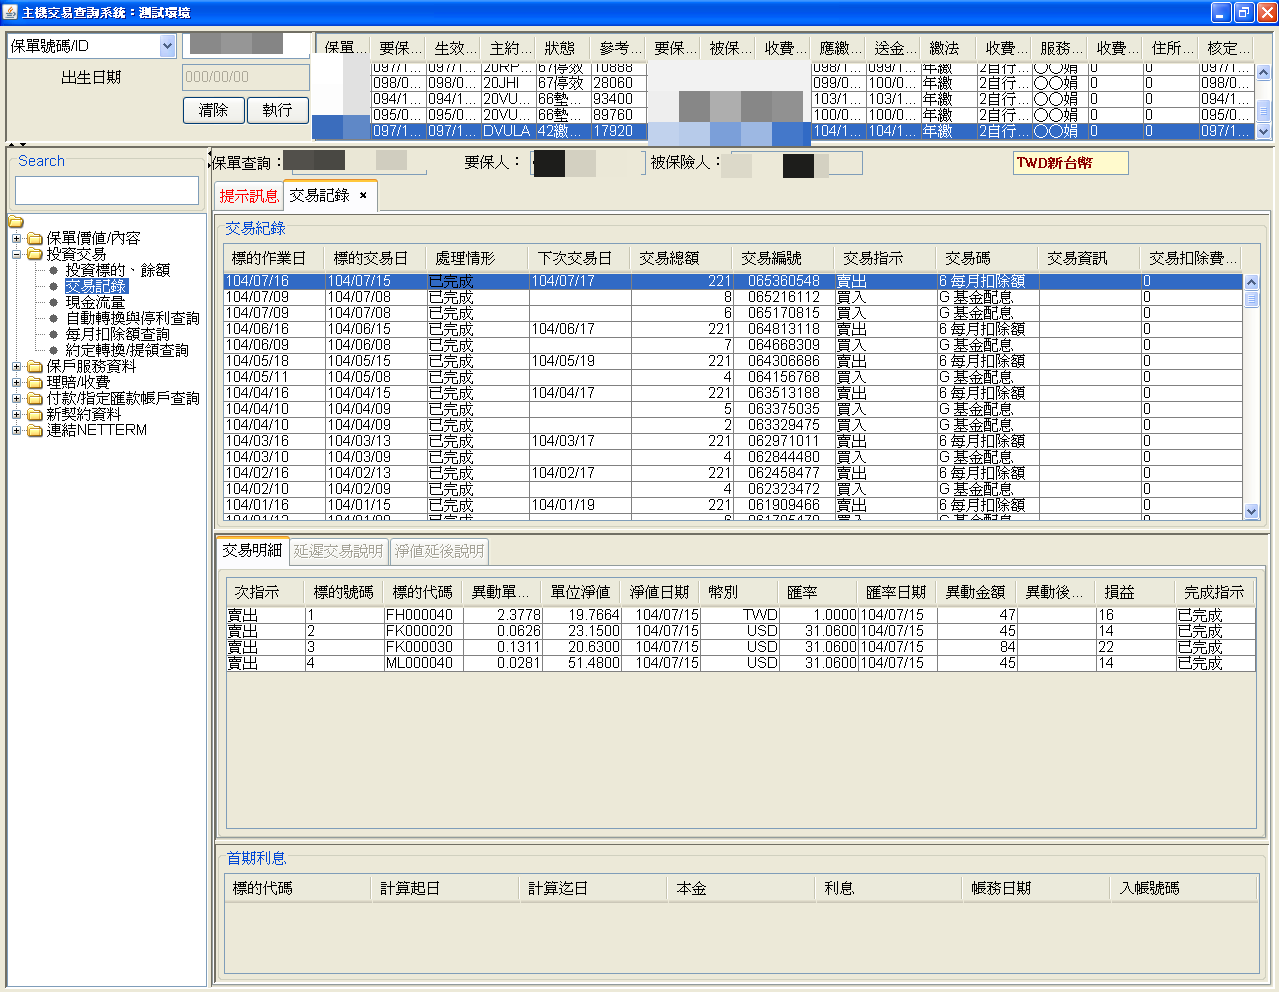 主機交易查詢系統：測試環境
保單號碼/ID
出生日期 000/00/00
清除 執行
保單... 要保... 生效... 主約... 狀態 參考... 要保... 被保... 收費... 應繳... 送金... 繳法 收費... 服務... 收費... 住所... 核定...
097/1... 097/1... 20RP... 67停效 10888 098/1... 099/1... 年繳 2自行... 〇〇娟 0 0 097/1...
098/0... 098/0... 20JHI 67停效 28060 099/0... 100/0... 年繳 2自行... 〇〇娟 0 0 098/0...
094/1... 094/1... 20VU... 66墊... 93400 103/1... 103/1... 年繳 2自行... 〇〇娟 0 0 094/1...
095/0... 095/0... 20VU... 66墊... 89760 100/0... 100/0... 年繳 2自行... 〇〇娟 0 0 095/0...
097/1... 097/1... DVULA 42繳... 17920 104/1... 104/1... 年繳 2自行... 〇〇娟 0 0 097/1...
Search
保單價值/內容
投資交易
投資標的、餘額
交易記錄
現金流量
自動轉換與停利查詢
每月扣除額查詢
約定轉換/提領查詢
保戶服務資料
理賠/收費
付款/指定匯款帳戶查詢
新契約資料
連結NETTERM
保單查詢： 要保人： 被保險人： TWD新台幣
提示訊息 交易記錄 ×
交易紀錄
標的作業日 標的交易日 處理情形 下次交易日 交易總額 交易編號 交易指示 交易碼 交易資訊 交易扣除費...
104/07/16 104/07/15 已完成 104/07/17 221 065360548 賣出 6 每月扣除額 0
104/07/09 104/07/08 已完成 8 065216112 買入 G 基金配息 0
104/07/09 104/07/08 已完成 6 065170815 買入 G 基金配息 0
104/06/16 104/06/15 已完成 104/06/17 221 064813118 賣出 6 每月扣除額 0
104/06/09 104/06/08 已完成 7 064668309 買入 G 基金配息 0
104/05/18 104/05/15 已完成 104/05/19 221 064306686 賣出 6 每月扣除額 0
104/05/11 104/05/08 已完成 4 064156768 買入 G 基金配息 0
104/04/16 104/04/15 已完成 104/04/17 221 063513188 賣出 6 每月扣除額 0
104/04/10 104/04/09 已完成 5 063375035 買入 G 基金配息 0
104/04/10 104/04/09 已完成 2 063329475 買入 G 基金配息 0
104/03/16 104/03/13 已完成 104/03/17 221 062971011 賣出 6 每月扣除額 0
104/03/10 104/03/09 已完成 4 062844480 買入 G 基金配息 0
104/02/16 104/02/13 已完成 104/02/17 221 062458477 賣出 6 每月扣除額 0
104/02/10 104/02/09 已完成 4 062323472 買入 G 基金配息 0
104/01/16 104/01/15 已完成 104/01/19 221 061909466 賣出 6 每月扣除額 0
交易明細 延遲交易說明 淨值延後說明
次指示 標的號碼 標的代碼 異動單... 單位淨值 淨值日期 幣別 匯率 匯率日期 異動金額 異動後... 損益 完成指示
賣出 1 FH000040 2.3778 19.7664 104/07/15 TWD 1.0000 104/07/15 47 16 已完成
賣出 2 FK000020 0.0626 23.1500 104/07/15 USD 31.0600 104/07/15 45 14 已完成
賣出 3 FK000030 0.1311 20.6300 104/07/15 USD 31.0600 104/07/15 84 22 已完成
賣出 4 ML000040 0.0281 51.4800 104/07/15 USD 31.0600 104/07/15 45 14 已完成
首期利息
標的代碼 計算起日 計算迄日 本金 利息 帳務日期 入帳號碼